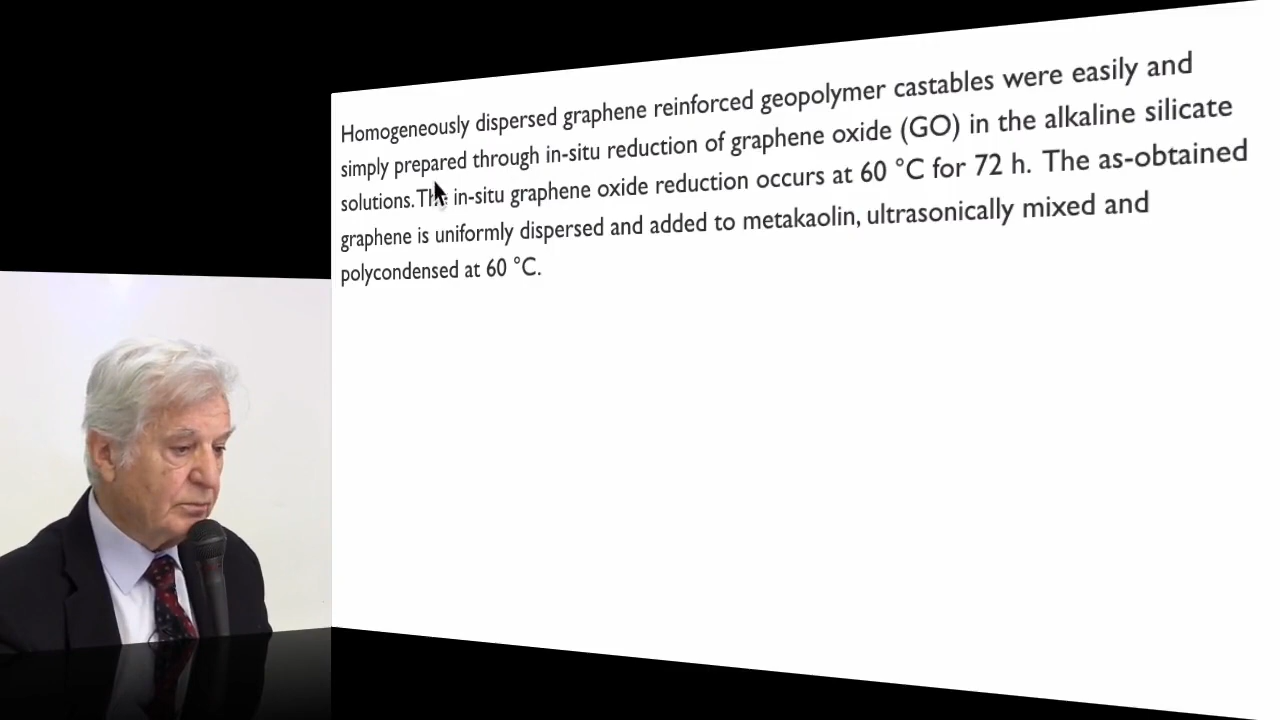 Homogeneously dispersed graphene reinforced geopolymer castables were easily and
simply prepared through in-situ reduction of graphene oxide (GO) in the alkaline silicate
solutions. The in-situ graphene oxide reduction occurs at 60 °C for 72 h. The as-obtained
graphene is uniformly dispersed and added to metakaolin, ultrasonically mixed and
polycondensed at 60 °C.